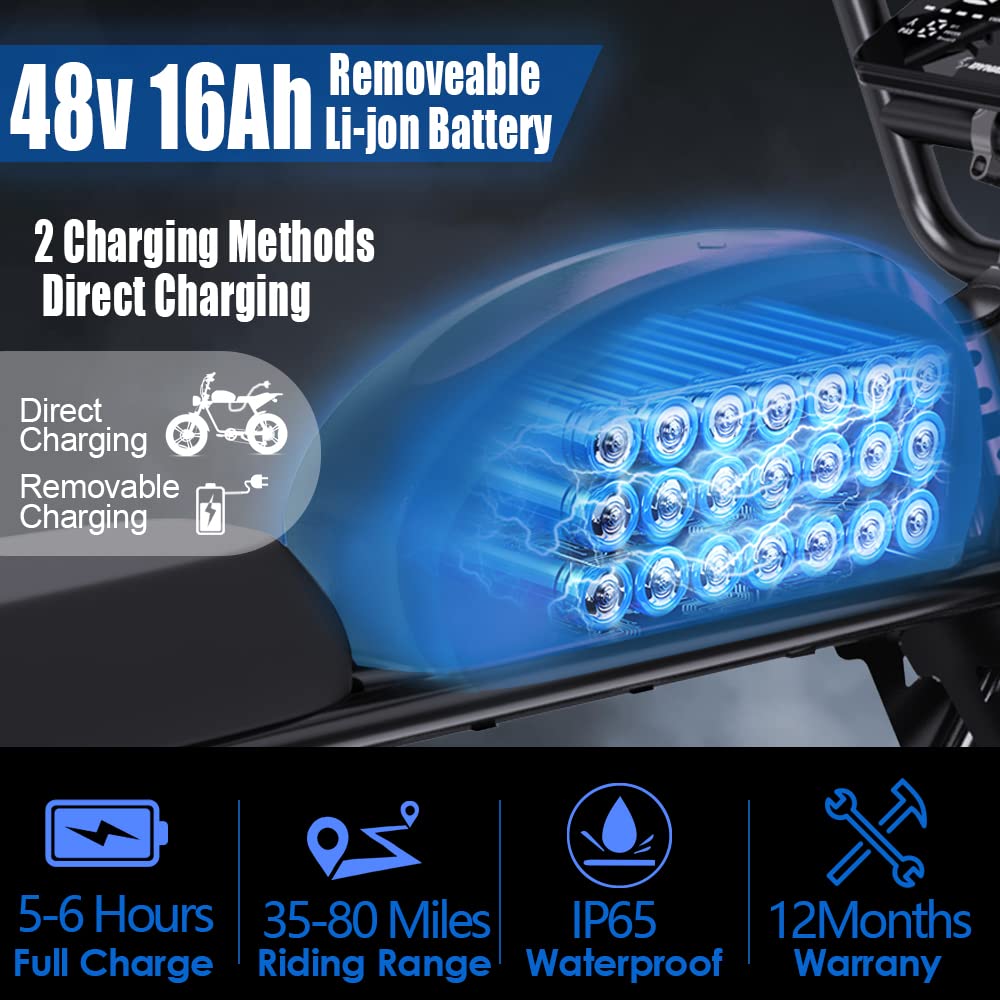 48v 16Ah
Removeable
Li-jon Battery
2 Charging Methods
Direct Charging
Direct
Charging
Removable
Charging
5-6 Hours
Full Charge
35-80 Miles
Riding Range
IP65
Waterproof
12Months
Warrany